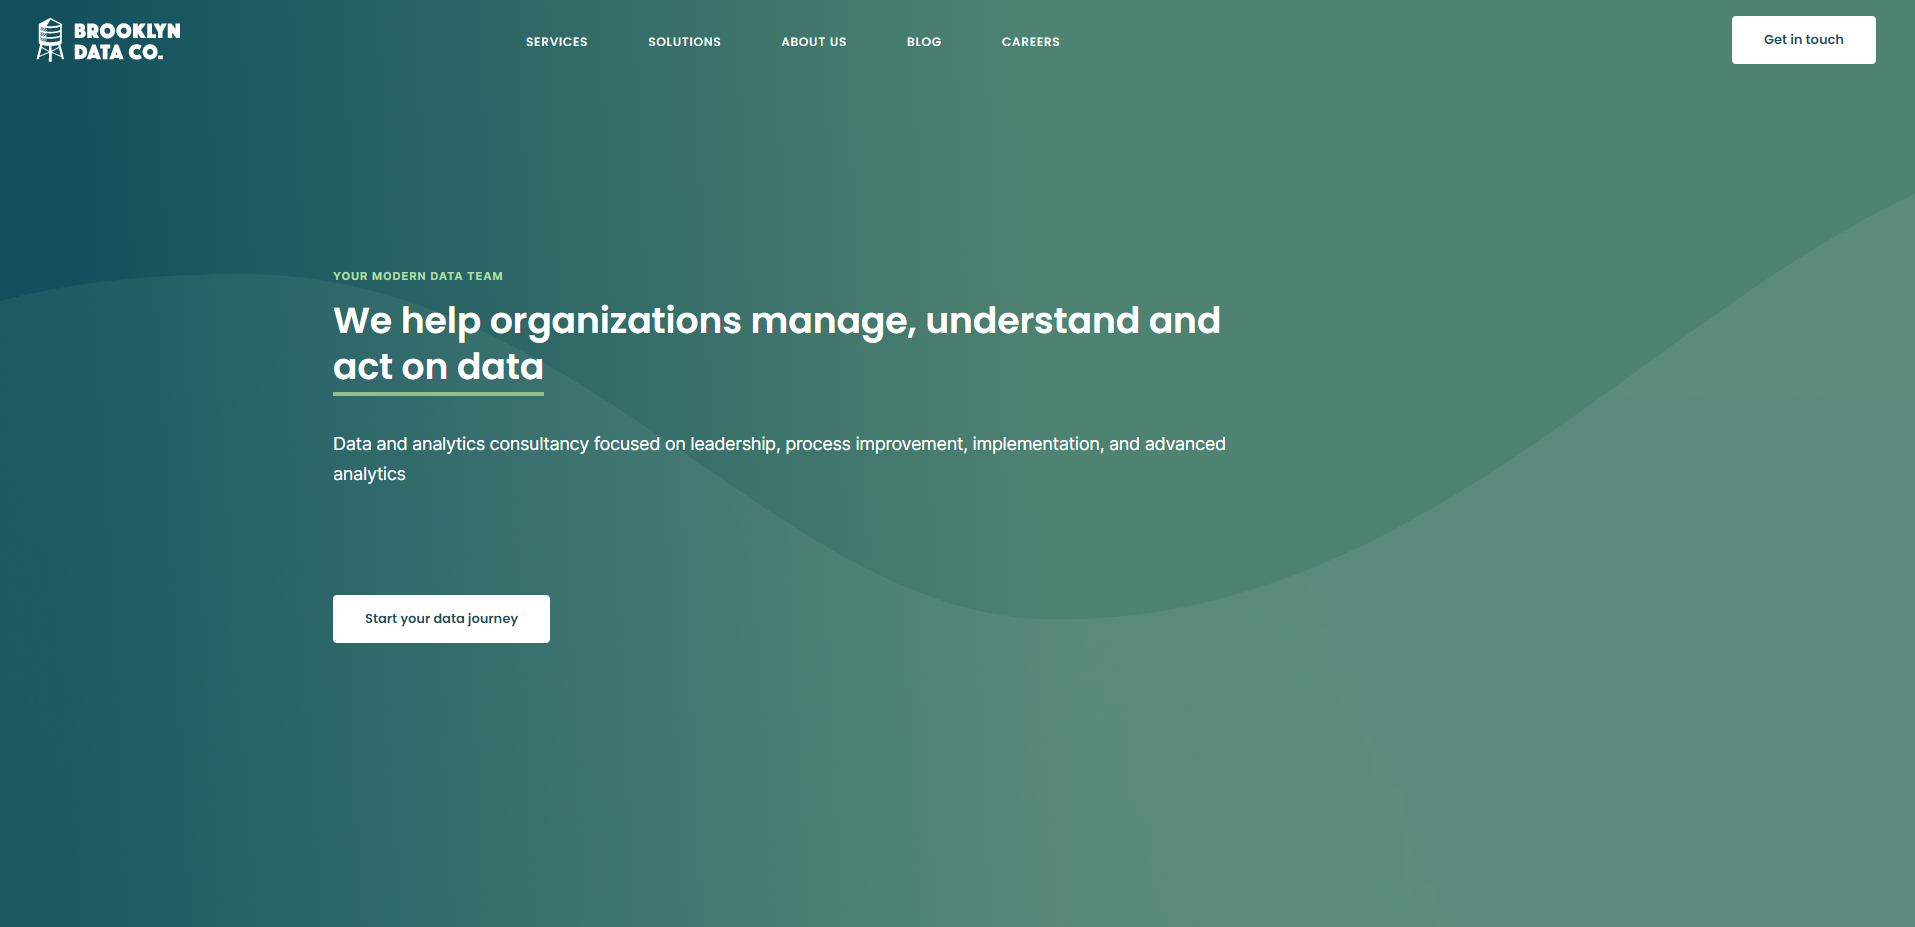 BROOKLYN
DATA CO.
SERVICES
SOLUTIONS
ABOUT US
BLOG
CAREERS
Get in touch
YOUR MODERN DATA TEAM
We help organizations manage, understand and
act on data
Data and analytics consultancy focused on leadership, process improvement, implementation, and advanced
analytics
Start your data journey